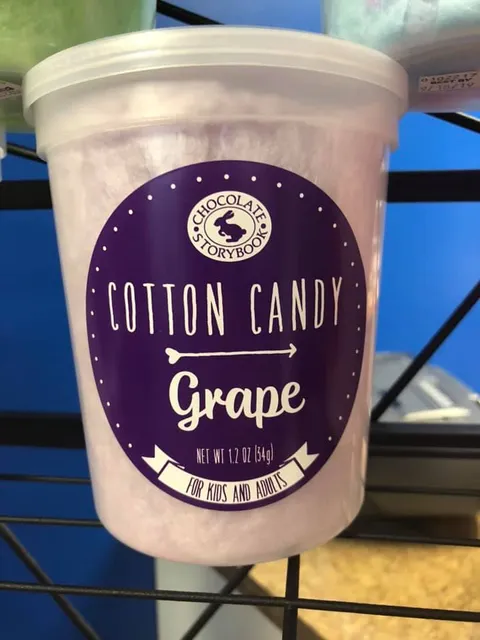 CHOCOLATE
STORYBOOK
COTTON CANDY
Grape
NET WT 1.2 OZ (34g)
FOR KIDS AND ADULTS